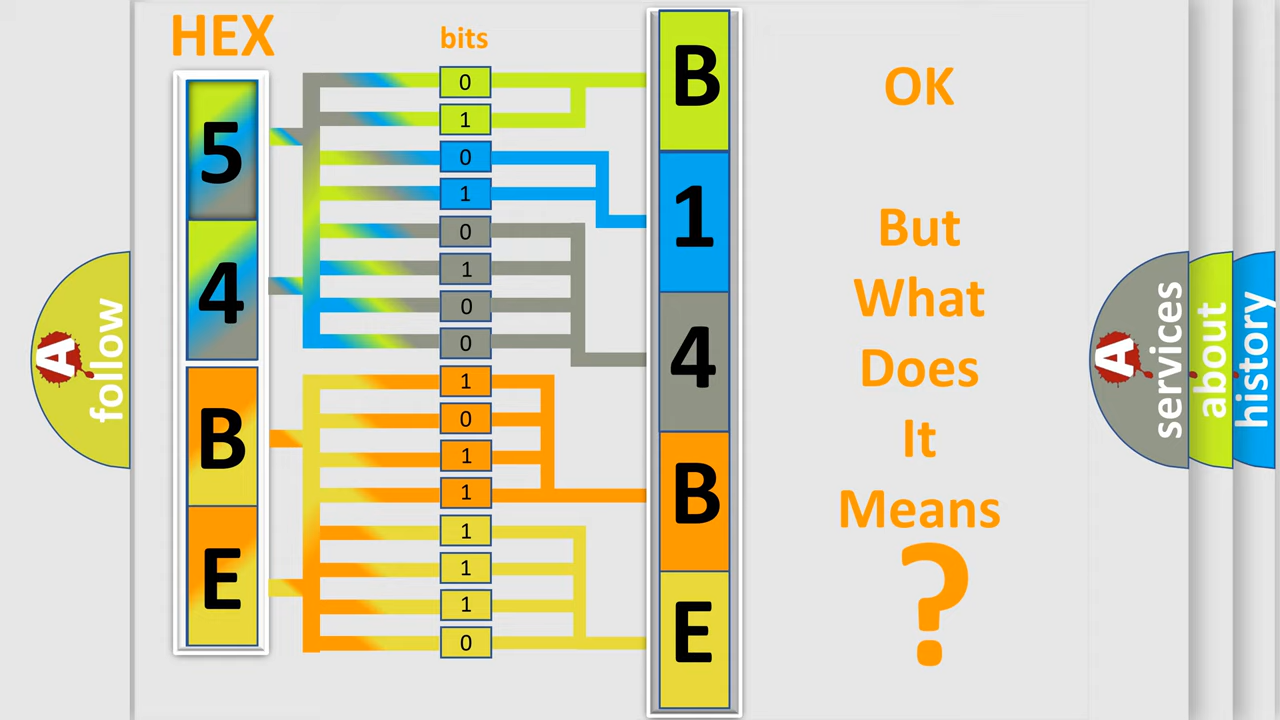 HEX
bits
5
4
B
E
0
1
0
1
0
1
0
0
1
0
1
1
1
1
1
0
B
1
4
B
E
OK
But
What
Does
It
Means
?
A
follow
A
services
about
history